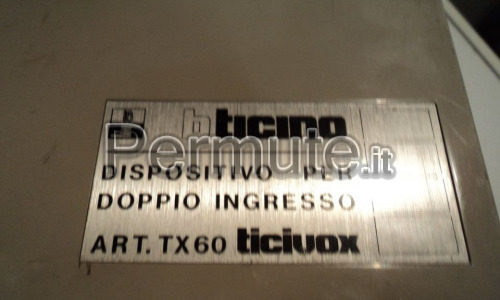 bticino
Permute.it
DISPOSITIVO PER
DOPPIO INGRESSO
ART. TX60 ticivox